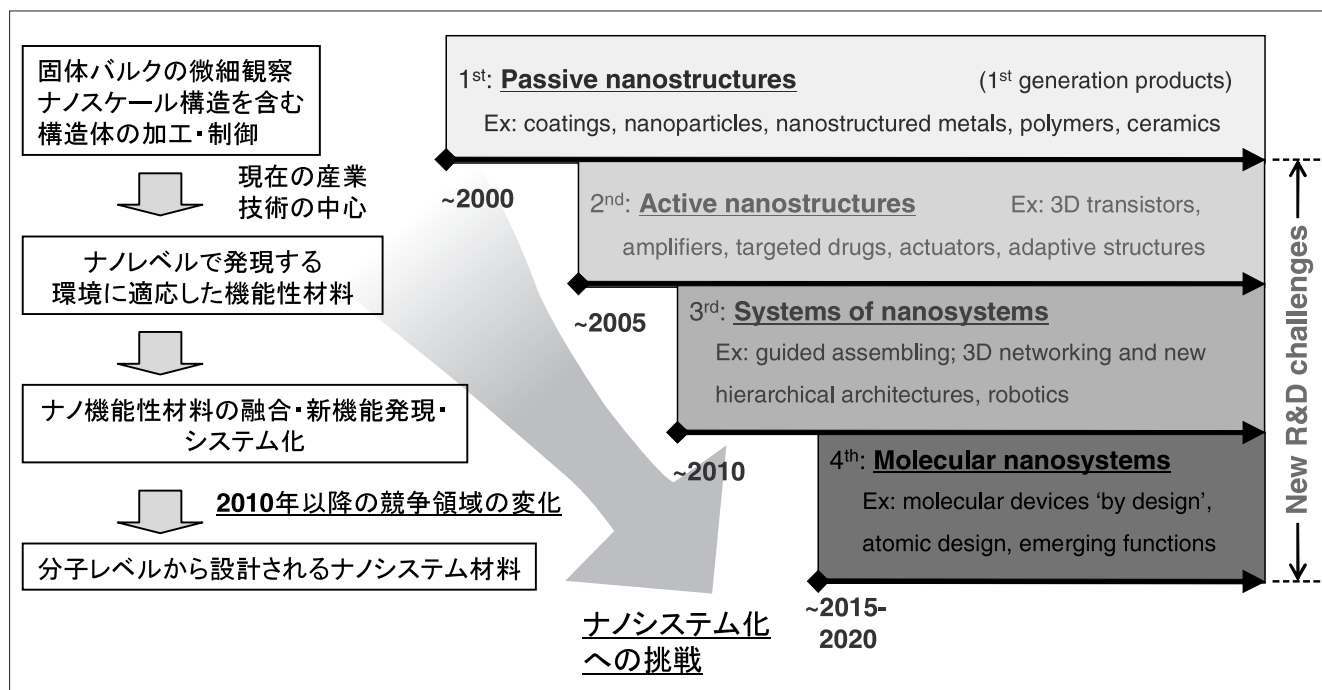 固体バルクの微細観察
ナノスケール構造を含む
構造体の加工・制御
現在の産業
技術の中心
ナノレベルで発現する
環境に適応した機能性材料
ナノ機能性材料の融合・新機能発現・
システム化
2010年以降の競争領域の変化
分子レベルから設計されるナノシステム材料
ナノシステム化
への挑戦
1st: Passive nanostructures (1st generation products)
Ex: coatings, nanoparticles, nanostructured metals, polymers, ceramics
~2000
2nd: Active nanostructures Ex: 3D transistors,
amplifiers, targeted drugs, actuators, adaptive structures
~2005
3rd: Systems of nanosystems
Ex: guided assembling; 3D networking and new
hierarchical architectures, robotics
~2010
4th: Molecular nanosystems
Ex: molecular devices ‘by design’,
atomic design, emerging functions
~2015-
2020
New R&D challenges